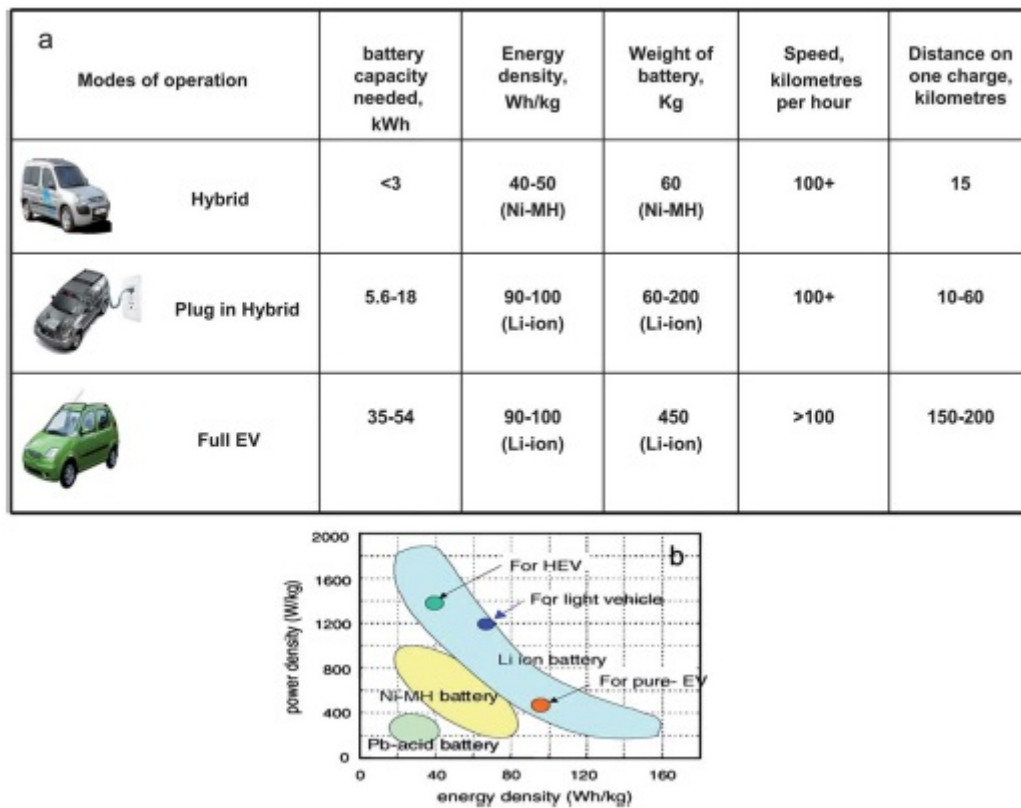 a
Modes of operation
battery
capacity
needed,
kWh
Energy
density,
Wh/kg
Weight of
battery,
Kg
Speed,
kilometres
per hour
Distance on
one charge,
kilometres
Hybrid
<3
40-50
(Ni-MH)
60
(Ni-MH)
100+
15
Plug in Hybrid
5.6-18
90-100
(Li-ion)
60-200
(Li-ion)
100+
10-60
Full EV
35-54
90-100
(Li-ion)
450
(Li-ion)
>100
150-200
b
power density (W/kg)
2000
1600
1200
800
400
0
For HEV
For light vehicle
Li ion battery
For pure- EV
Ni-MH battery
Pb-acid battery
0 40 80 120 160
energy density (Wh/kg)